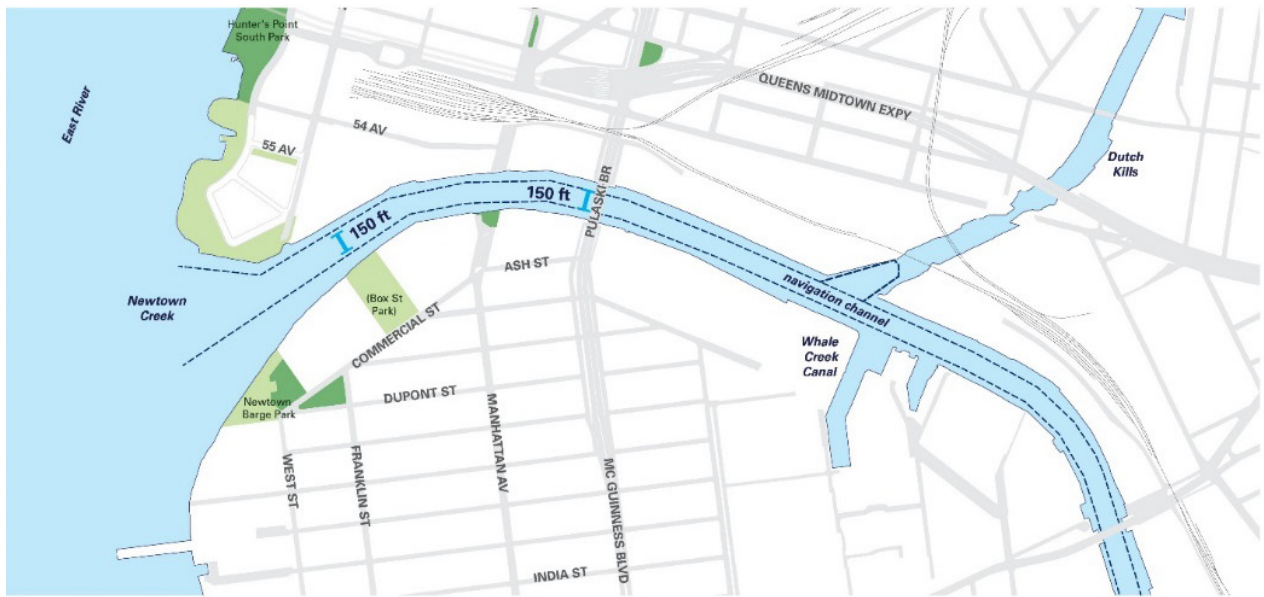 Hunter's Point
South Park
East River
QUEENS MIDTOWN EXPY
54 AV
55 AV
Dutch
Kills
150 ft
150 ft
PULASKI BR
ASH ST
navigation channel
Newtown
Creek
(Box St
Park)
COMMERCIAL ST
Whale
Creek
Canal
DUPONT ST
Newtown
Barge Park
MANHATTAN AV
WEST ST
FRANKLIN ST
MC GUINNESS BLVD
INDIA ST